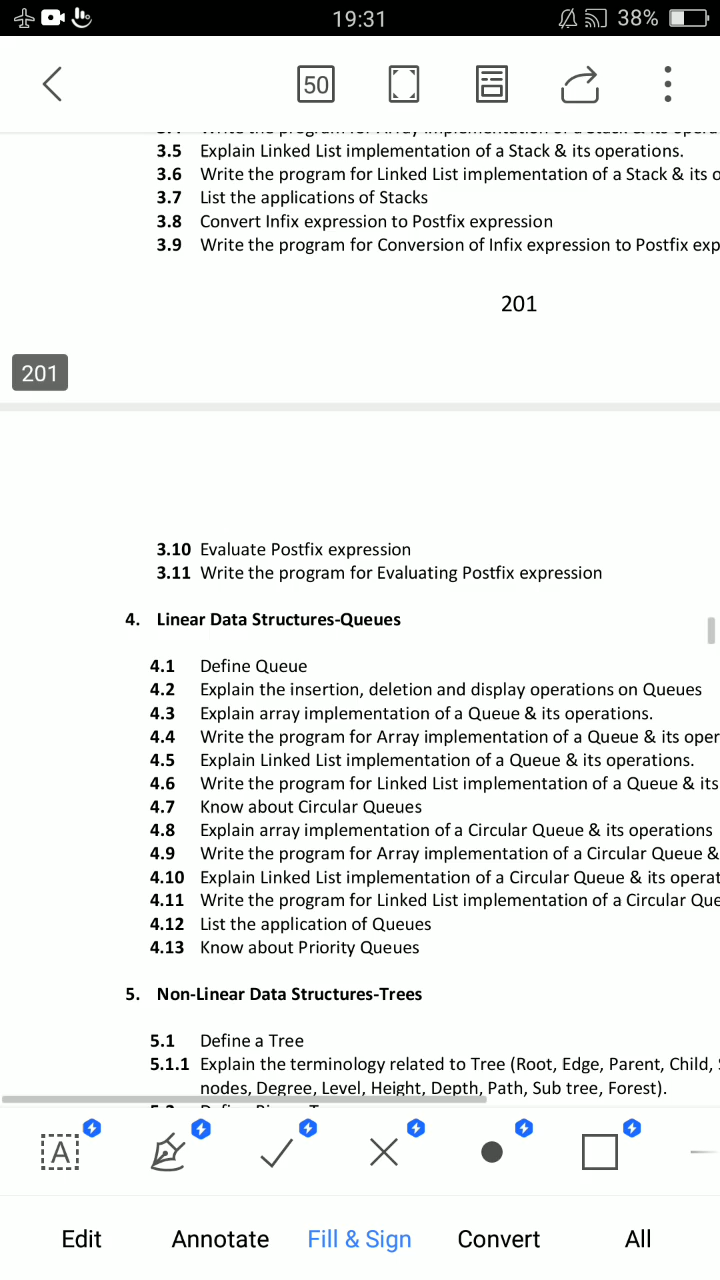 19:31
38%
50
3.5 Explain Linked List implementation of a Stack & its operations.
3.6 Write the program for Linked List implementation of a Stack & its o
3.7 List the applications of Stacks
3.8 Convert Infix expression to Postfix expression
3.9 Write the program for Conversion of Infix expression to Postfix exp
201
201
3.10 Evaluate Postfix expression
3.11 Write the program for Evaluating Postfix expression
4. Linear Data Structures-Queues
4.1 Define Queue
4.2 Explain the insertion, deletion and display operations on Queues
4.3 Explain array implementation of a Queue & its operations.
4.4 Write the program for Array implementation of a Queue & its oper
4.5 Explain Linked List implementation of a Queue & its operations.
4.6 Write the program for Linked List implementation of a Queue & its
4.7 Know about Circular Queues
4.8 Explain array implementation of a Circular Queue & its operations
4.9 Write the program for Array implementation of a Circular Queue &
4.10 Explain Linked List implementation of a Circular Queue & its operat
4.11 Write the program for Linked List implementation of a Circular Que
4.12 List the application of Queues
4.13 Know about Priority Queues
5. Non-Linear Data Structures-Trees
5.1 Define a Tree
5.1.1 Explain the terminology related to Tree (Root, Edge, Parent, Child,
nodes, Degree, Level, Height, Depth, Path, Sub tree, Forest).
A
Edit Annotate Fill & Sign Convert All